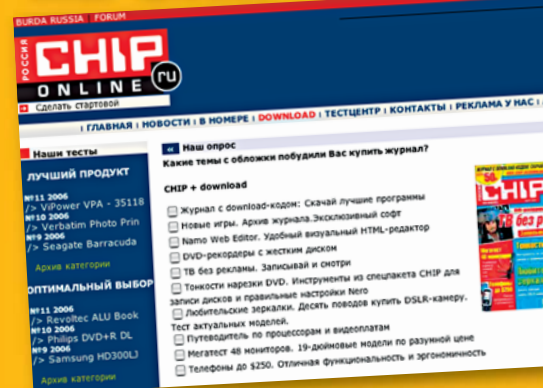 BURDA RUSSIA | FORUM
РОССИЯ
CHIP
ONLINE ru
Сделать стартовой
ГЛАВНАЯ | НОВОСТИ | В НОМЕРЕ | DOWNLOAD | ТЕСТЦЕНТР | КОНТАКТЫ | РЕКЛАМА У НАС |
Наши тесты
ЛУЧШИЙ ПРОДУКТ
№11 2006
/> ViPower VPA - 35118
№10 2006
/> Verbatim Photo Prin
№9 2006
/> Seagate Barracuda
Архив категории
ОПТИМАЛЬНЫЙ ВЫБОР
№11 2006
/> Revoltec ALU Book
№10 2006
/> Philips DVD+R DL
№9 2006
/> Samsung HD300LJ
Архив категории
« Наш опрос
Какие темы с обложки побудили Вас купить журнал?
CHIP + download
Журнал с download-кодом: Скачай лучшие программы
Новые игры. Архив журнала.Эксклюзивный софт
Namo Web Editor. Удобный визуальный HTML-редактор
DVD-рекордеры с жестким диском
ТВ без рекламы. Записывай и смотри
Тонкости нарезки DVD. Инструменты из спецпакета CHIP для
записи дисков и правильные настройки Nero
Любительские зеркалки. Десять поводов купить DSLR-камеру.
Тест актуальных моделей.
Путеводитель по процессорам и видеоплатам
Мегатест 48 мониторов. 19-дюймовые модели по разумной цене
Телефоны до $250. Отличная функциональность и эргономичность
CHIP
ТВ без р